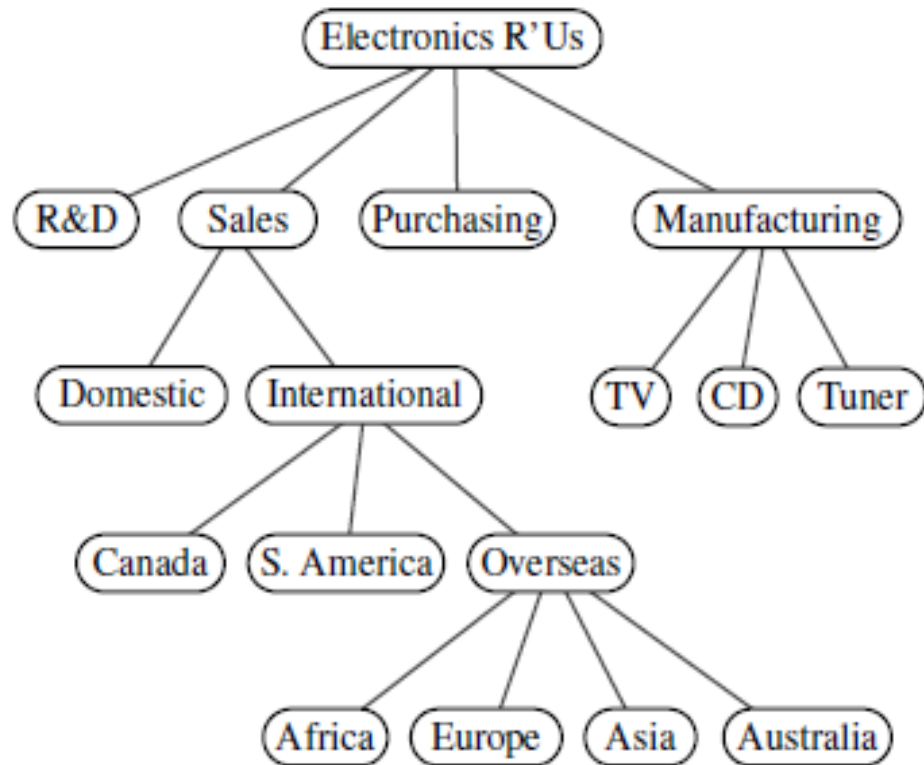 Electronics R'Us
R&D Sales Purchasing Manufacturing
Domestic International TV CD Tuner
Canada S. America Overseas
Africa Europe Asia Australia